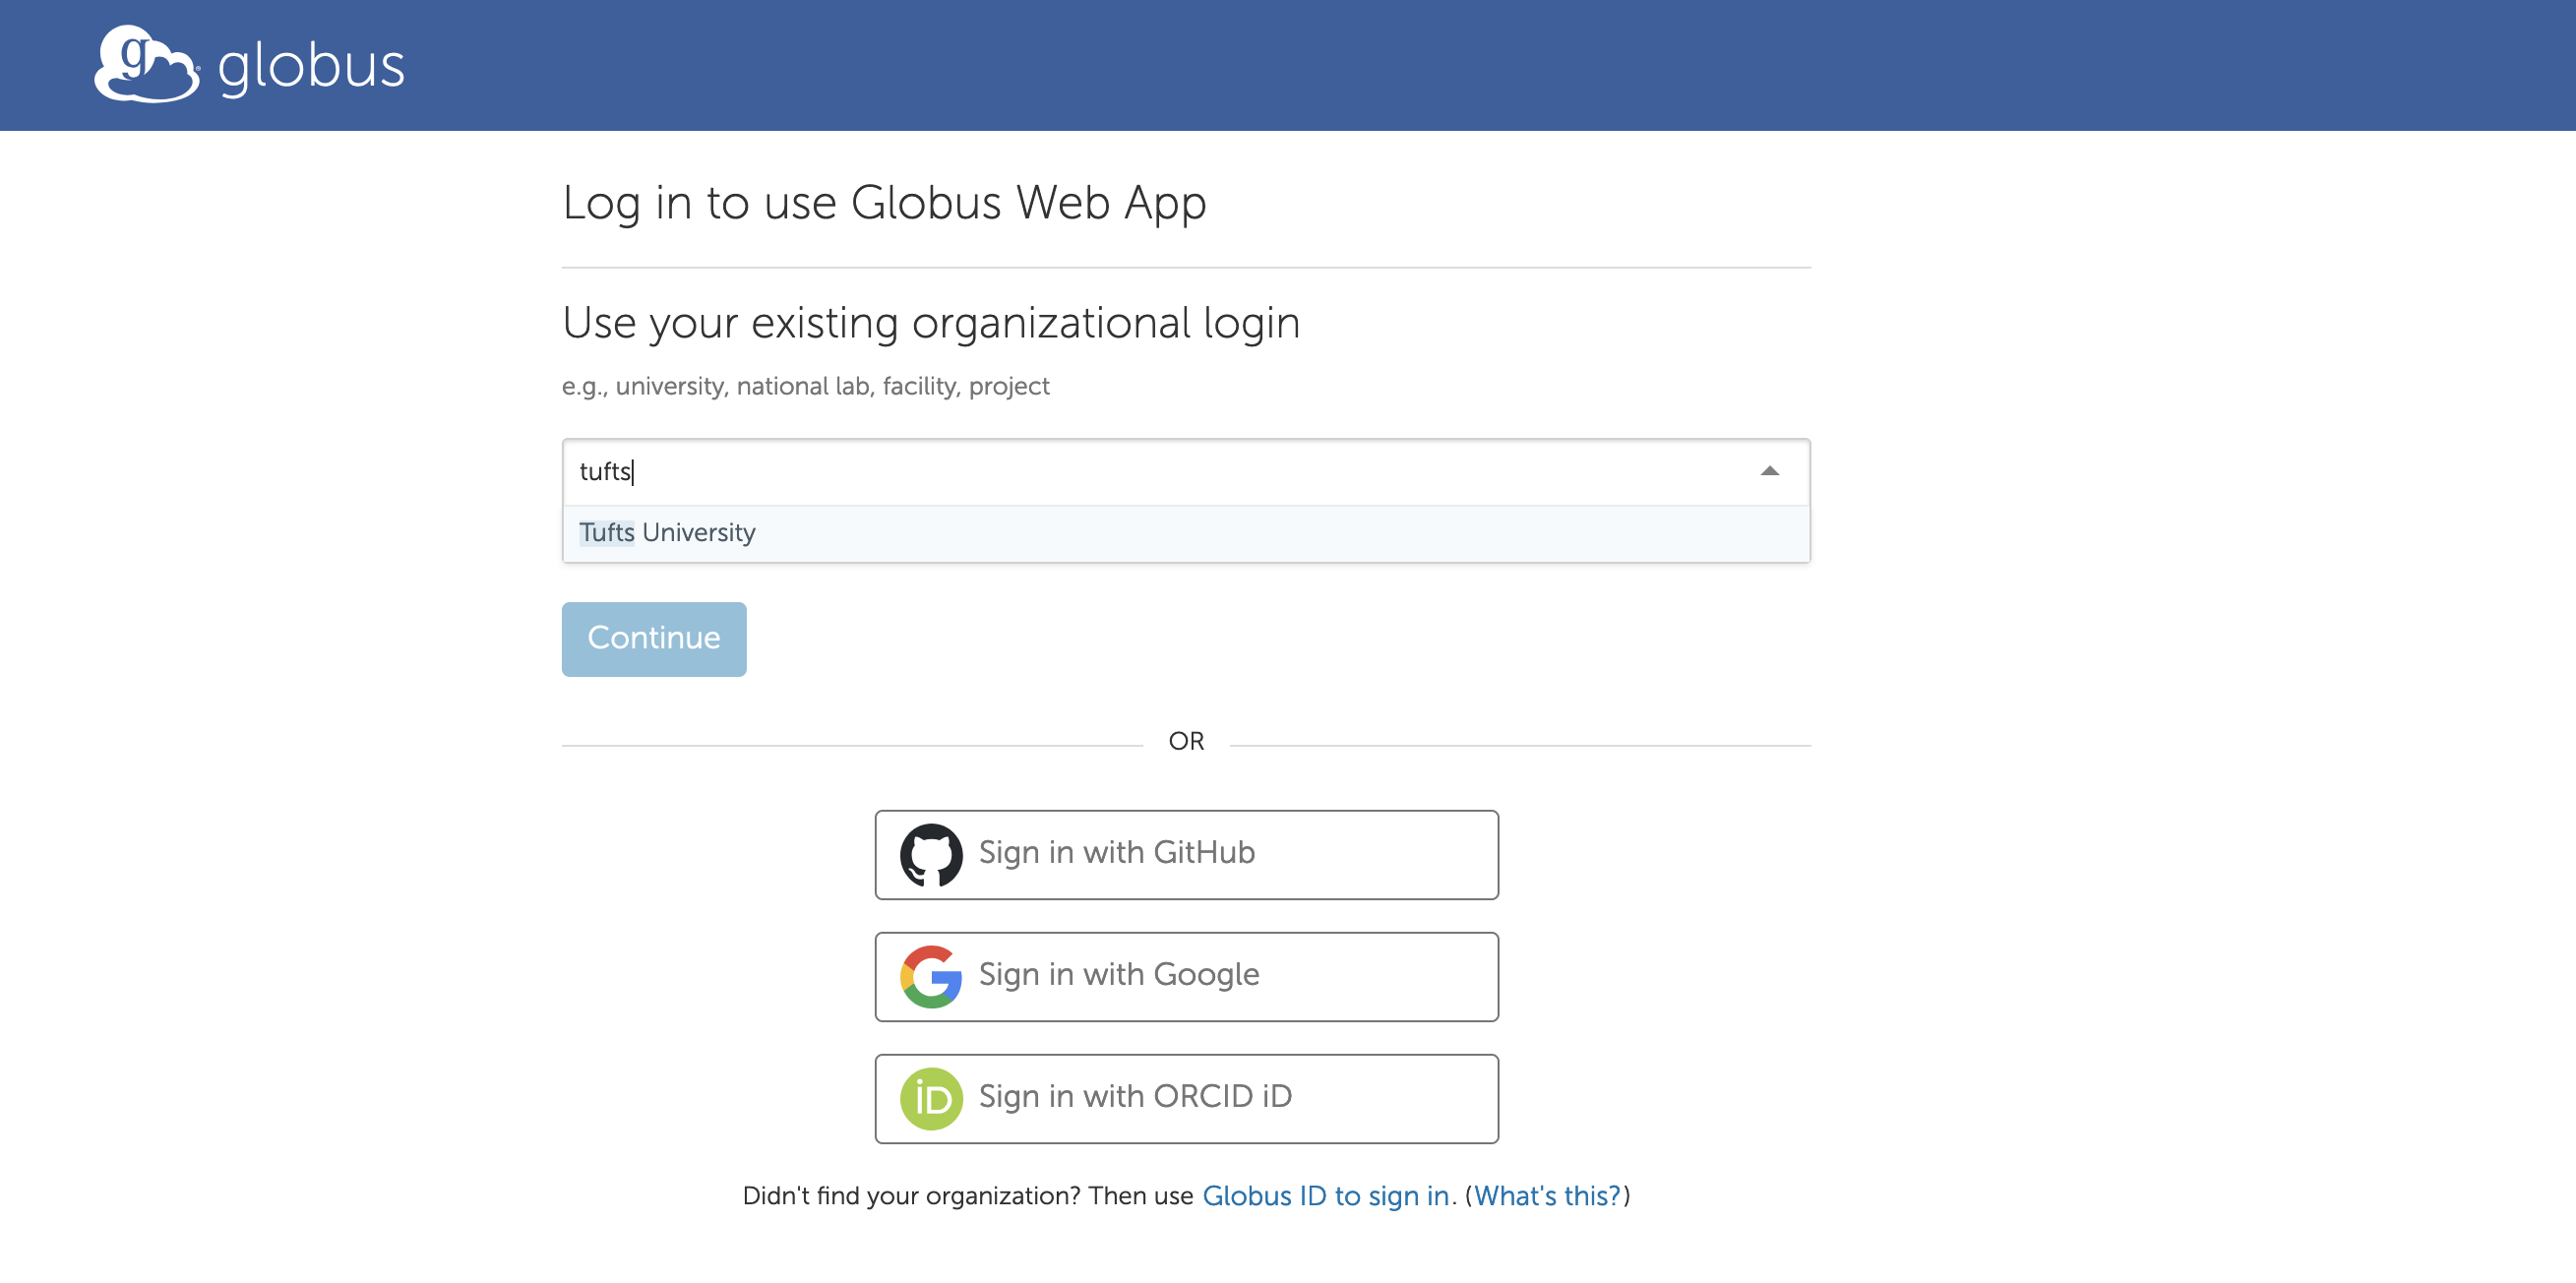 globus
Log in to use Globus Web App
Use your existing organizational login
e.g., university, national lab, facility, project
tufts
Tufts University
Continue
OR
Sign in with GitHub
Sign in with Google
iD Sign in with ORCID iD
Didn't find your organization? Then use Globus ID to sign in. (What's this?)